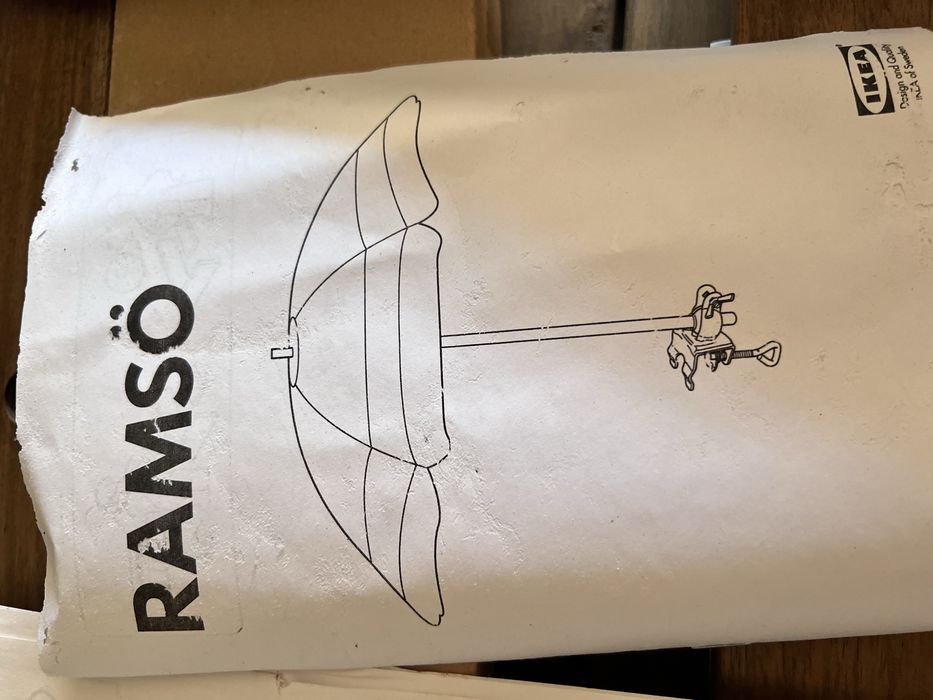 RAMSÖ
IKEA
Design and Quality
IKEA of Sweden